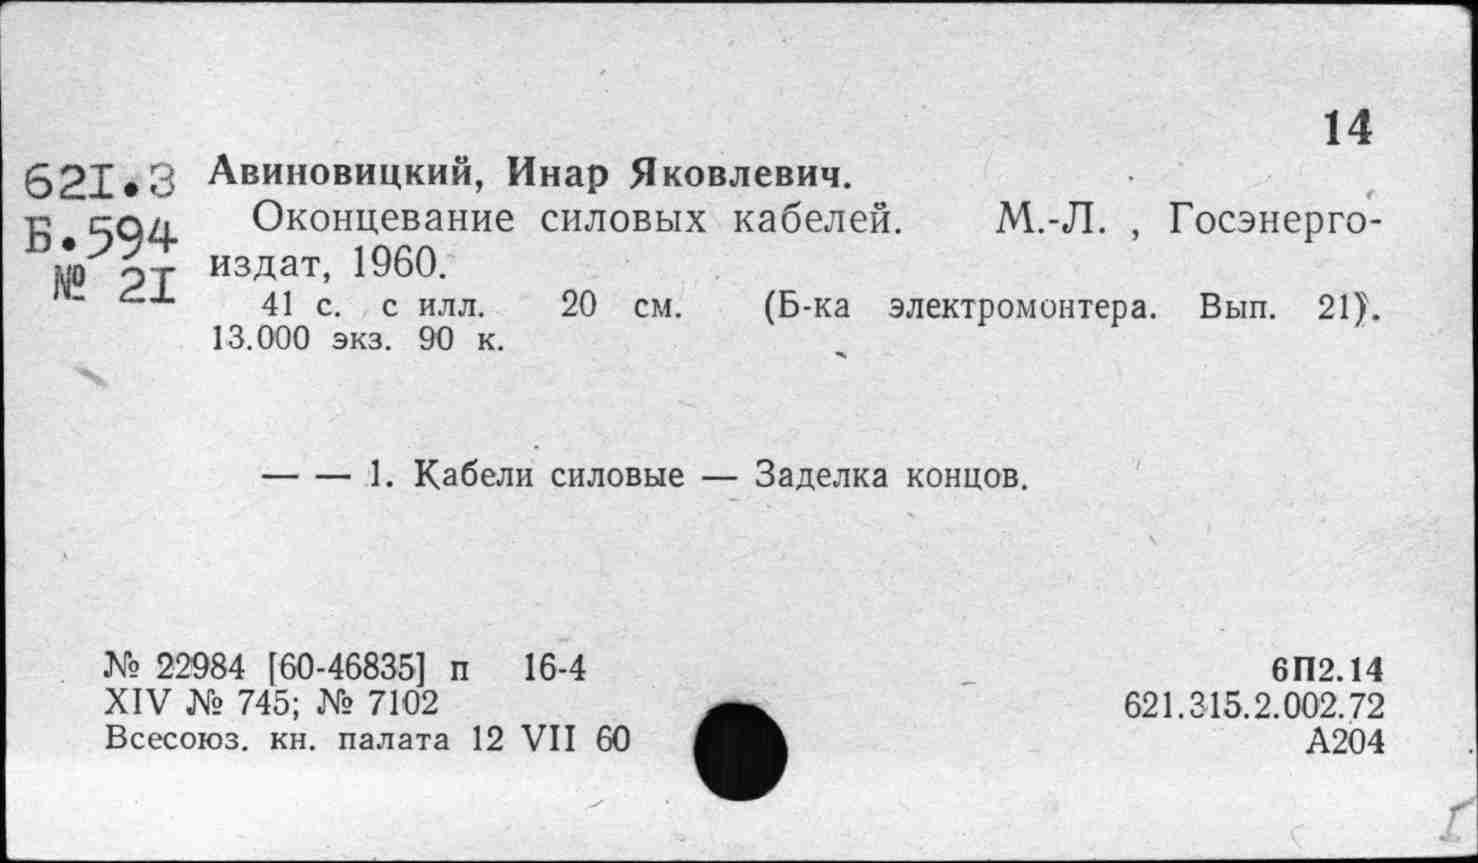 14
621.3
Б.594
№ 21
Авиновицкий, Инар Яковлевич.
Оконцевание силовых кабелей. М.-Л. , Госэнерго-
издат, 1960.
41 с. с илл. 20 см. (Б-ка электромонтера. Вып. 21).
13.000 экз. 90 к.
— — 1. Кабели силовые — Заделка концов.
№ 22984 [60-46835] п 16-4
XIV № 745; № 7102
Всесоюз. кн. палата 12 VII 60
6П2.14
621.315.2.002.72
А204